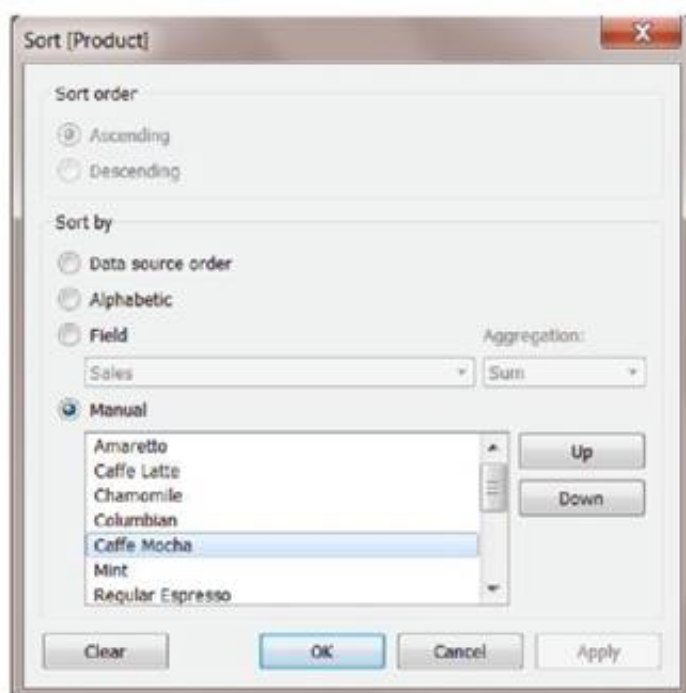 Sort [Product]
Sort order
Ascending
Descending
Sort by
Data source order
Alphabetic
Field
Aggregation:
Sales
Sum
Manual
Amaretto
Caffe Latte
Chamomile
Columbian
Caffe Mocha
Mint
Regular Espresso
Up
Down
Clear
OK
Cancel
Apply